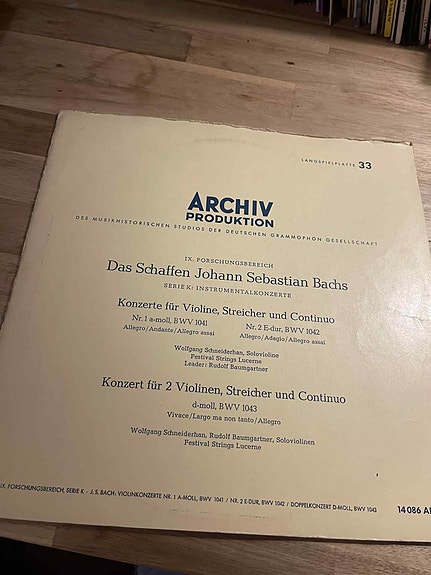 LANGSPIELPLATTE 33
ARCHIV
PRODUKTION
DES MUSIKHISTORISCHEN STUDIOS DER DEUTSCHEN GRAMMOPHON GESELLSCHAFT
IX. FORSCHUNGSBEREICH
Das Schaffen Johann Sebastian Bachs
SERIE K: INSTRUMENTALKONZERTE
Konzerte für Violine, Streicher und Continuo
Nr. 1 a-moll, BWV 1041 Nr. 2 E-dur, BWV 1042
Allegro/Andante/Allegro assai Allegro/Adagio/Allegro assai
Wolfgang Schneiderhan, Solovioline
Festival Strings Lucerne
Leader: Rudolf Baumgartner
Konzert für 2 Violinen, Streicher und Continuo
d-moll, BWV 1043
Vivace/Largo ma non tanto/Allegro
Wolfgang Schneiderhan, Rudolf Baumgartner, Soloviolinen
Festival Strings Lucerne
IX. FORSCHUNGSBEREICH, SERIE K · J. S. BACH: VIOLINKONZERTE NR. 1 A-MOLL, BWV 1041 / NR. 2 E-DUR, BWV 1042 / DOPPELKONZERT D-MOLL, BWV 1043 14 086